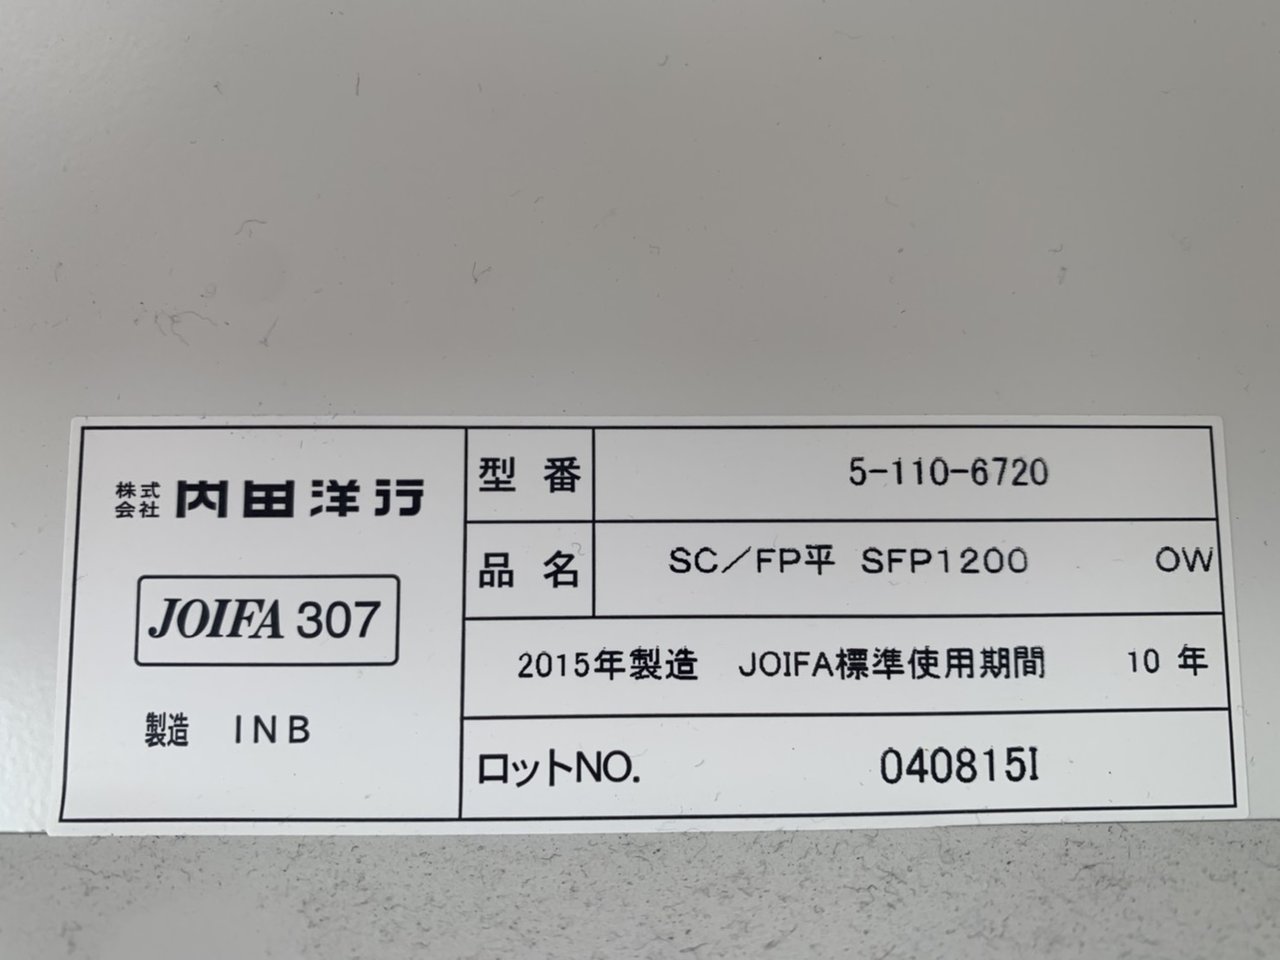 株式会社 内田洋行
JOIFA 307
製造 INB
型番 5-110-6720
品名 SC／FP平 SFP1200 OW
2015年製造 JOIFA標準使用期間 10 年
ロットNO. 040815I